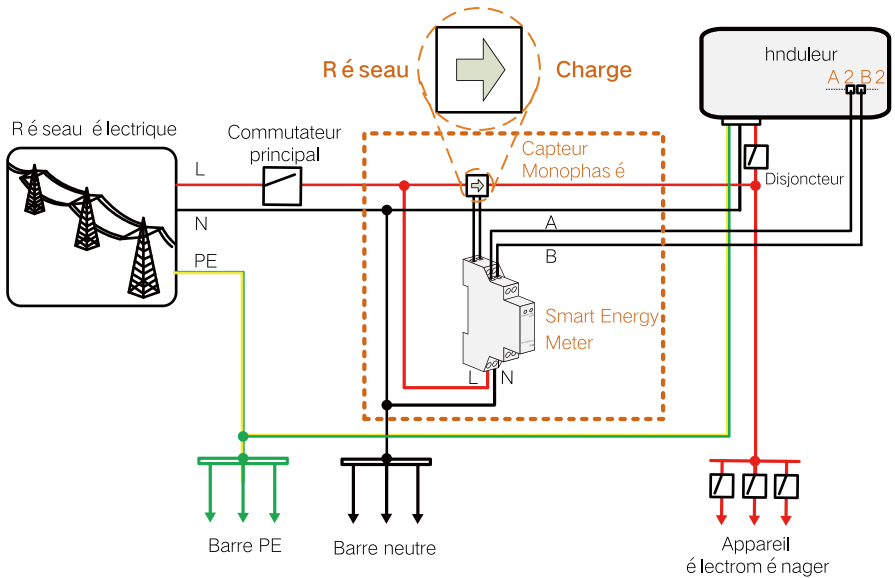 R é seau
Charge
hnduleur
A 2 B 2
R é seau é lectrique
Commutateur
principal
Capteur
Monophas é
Disjoncteur
L
N
PE
A
B
Smart Energy
Meter
L N
Barre PE
Barre neutre
Appareil
é lectrom é nager